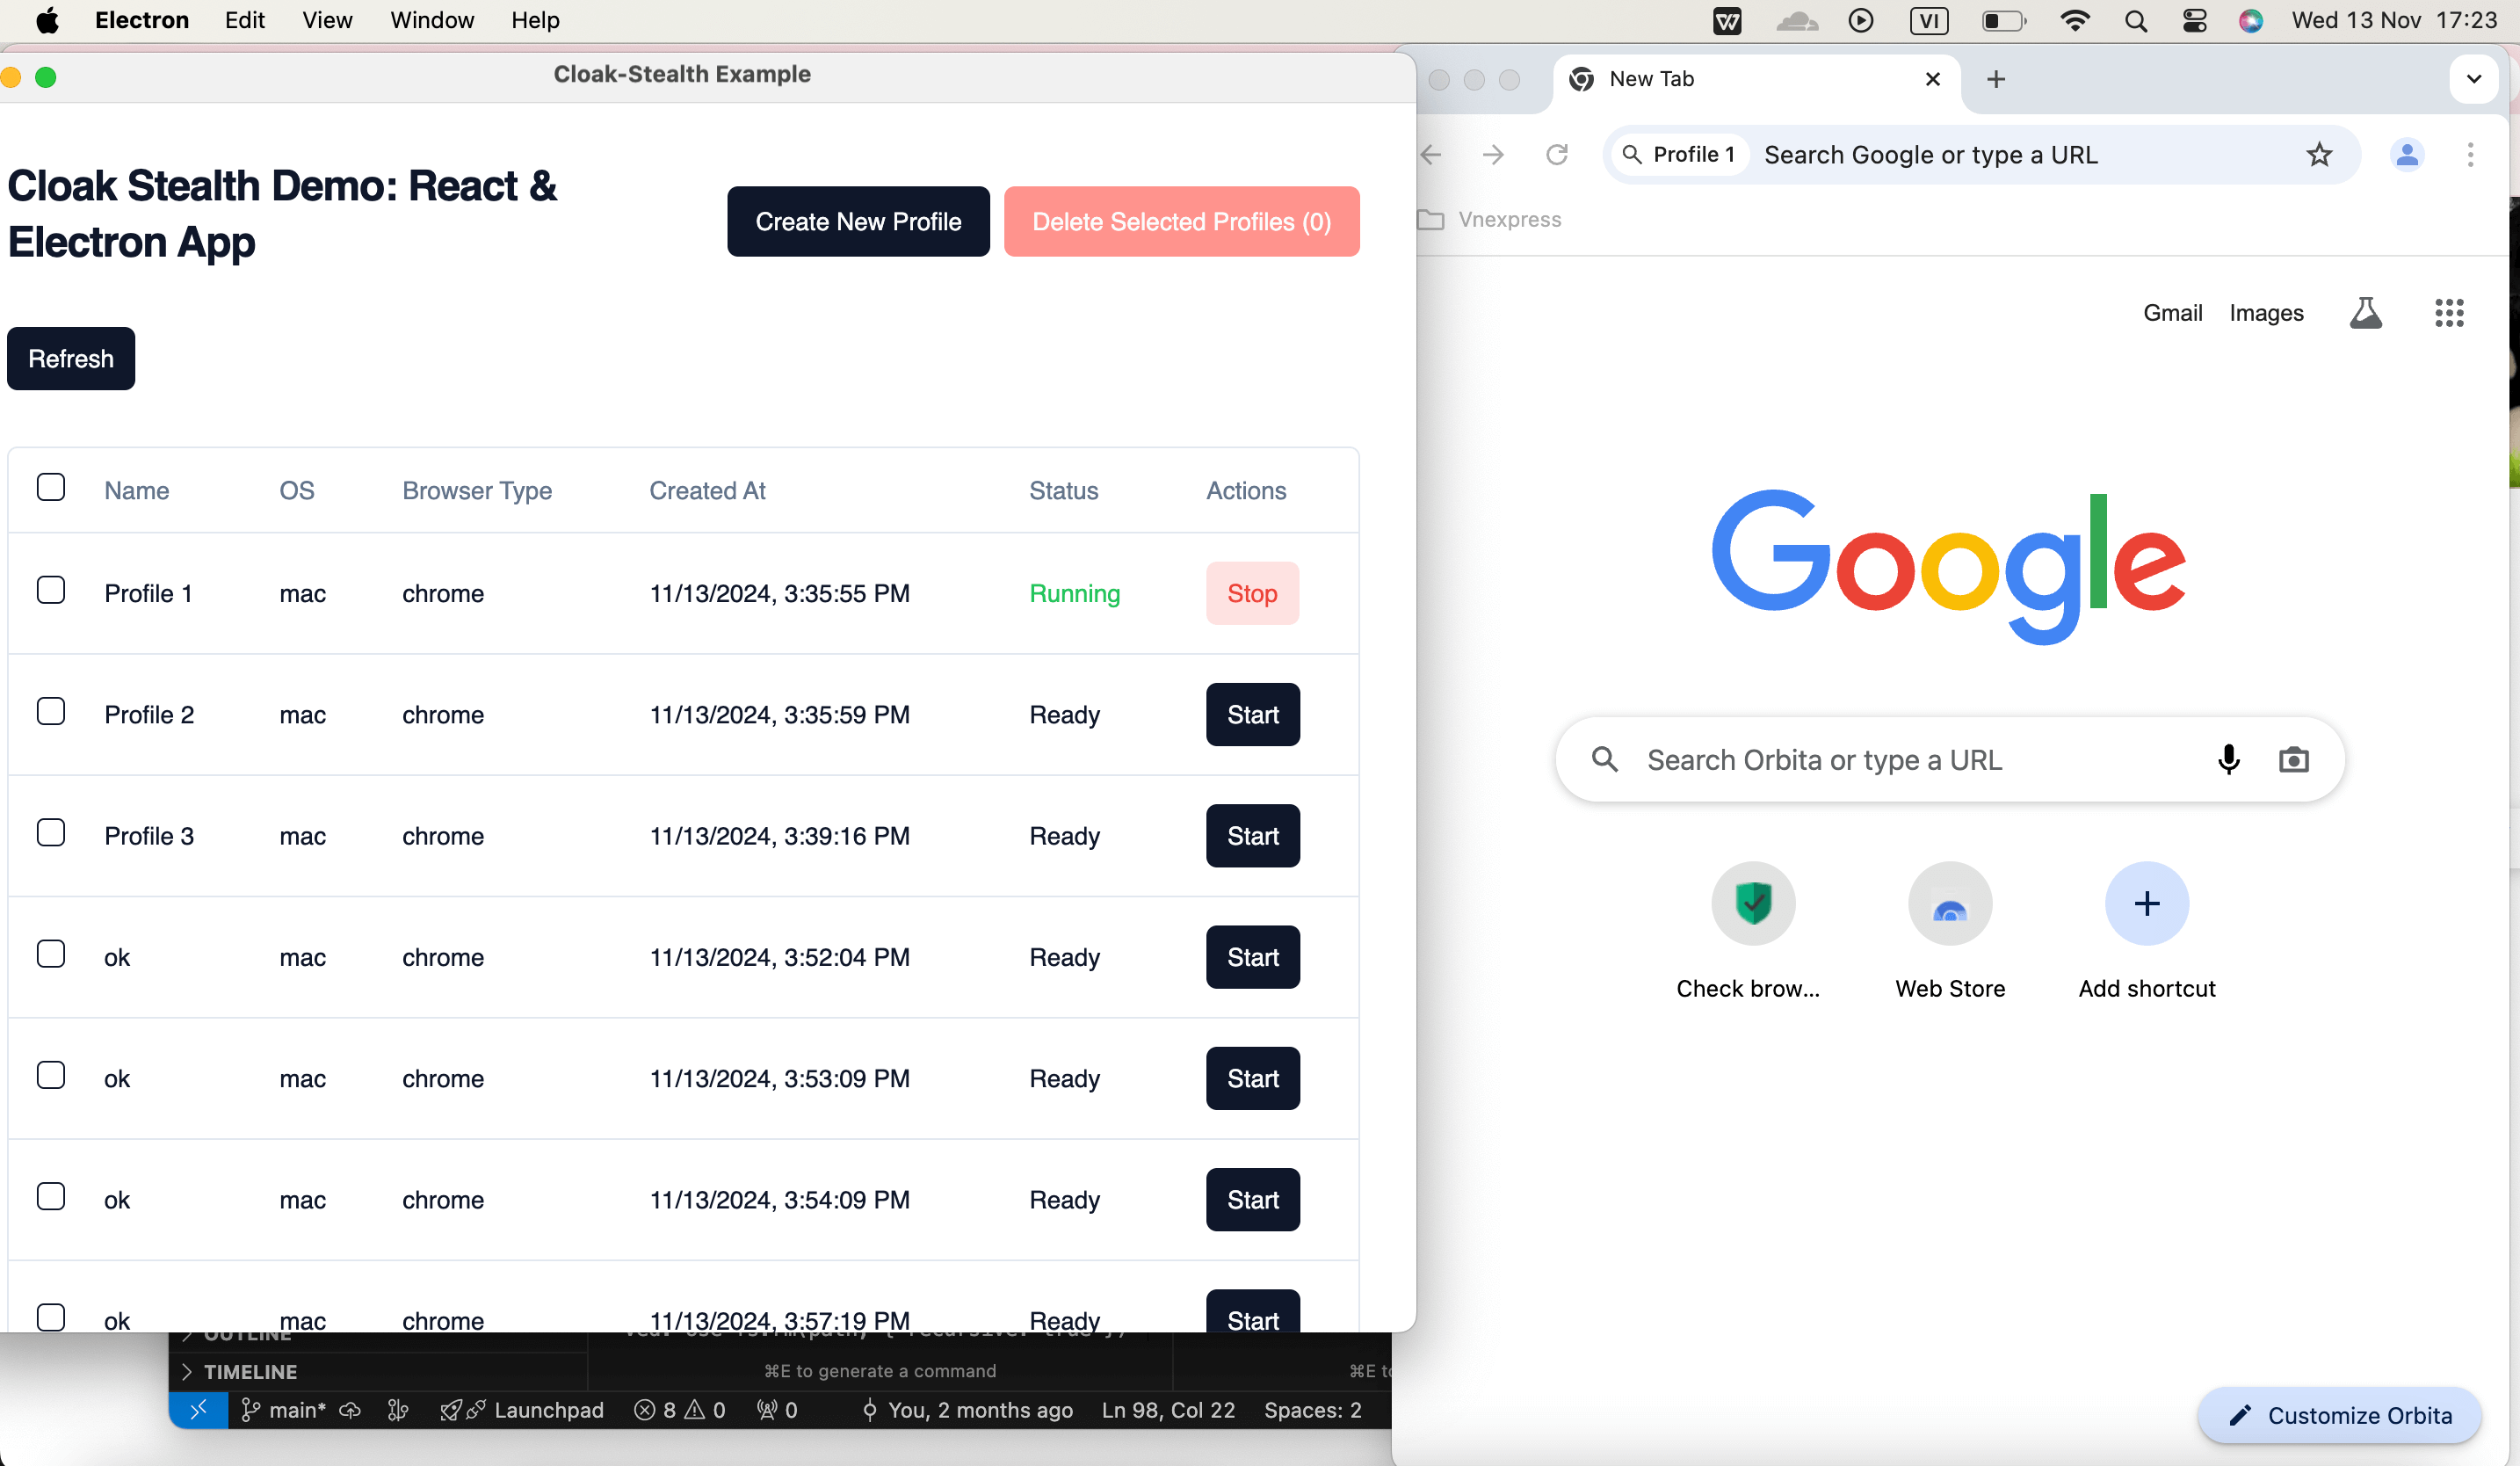 Electron Edit View Window Help
VI
Wed 13 Nov 17:23
Cloak-Stealth Example
Cloak Stealth Demo: React &
Electron App
Create New Profile
Delete Selected Profiles (0)
Refresh
Name OS Browser Type Created At Status Actions
Profile 1 mac chrome 11/13/2024, 3:35:55 PM Running Stop
Profile 2 mac chrome 11/13/2024, 3:35:59 PM Ready Start
Profile 3 mac chrome 11/13/2024, 3:39:16 PM Ready Start
ok mac chrome 11/13/2024, 3:52:04 PM Ready Start
ok mac chrome 11/13/2024, 3:53:09 PM Ready Start
ok mac chrome 11/13/2024, 3:54:09 PM Ready Start
ok mac chrome 11/13/2024, 3:57:19 PM Ready Start
OUTLINE
TIMELINE
⌘E to generate a command
⌘E to
main* Launchpad 8 0 0 You, 2 months ago Ln 98, Col 22 Spaces: 2
New Tab
Profile 1 Search Google or type a URL
Vnexpress
Gmail Images
Google
Search Orbita or type a URL
Check brow... Web Store Add shortcut
Customize Orbita